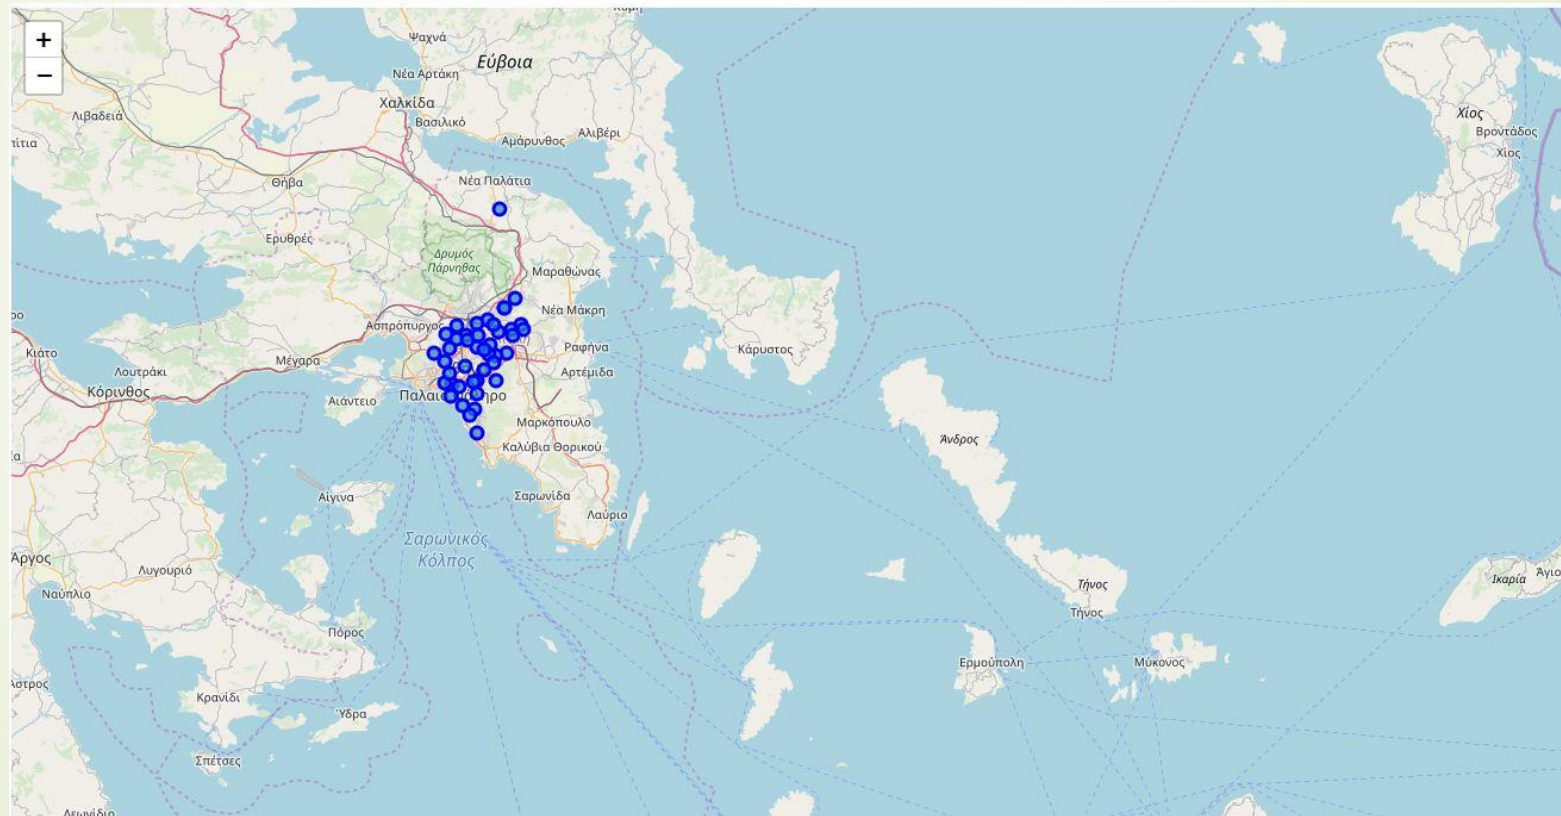 +
Ψαχνά
Εύβοια
Νέα Αρτάκη
Χαλκίδα
Βασιλικό
Λιβαδειά
Αμάρυνθος
Αλιβέρι
Χίος
Βροντάδος
Χίος
Θήβα
Νέα Παλάτια
Ερυθρές
Δρυμός
Πάρνηθας
Μαραθώνας
Νέα Μάκρη
Ασπρόπυργος
Κιάτο
Μέγαρα
Ραφήνα
Κάρυστος
Λουτράκι
Αρτέμιδα
Κόρινθος
Αιάντειο
Μαρκόπουλο
Καλύβια Θορικού
Άνδρος
Αίγινα
Σαρωνίδα
Λαύριο
Σαρωνικός
Κόλπος
Άργος
Λυγουριό
Ναύπλιο
Τήνος
Ικαρία
Τήνος
Πόρος
Ερμούπολη
Μύκονος
Κρανίδι
Ύδρα
Σπέτσες